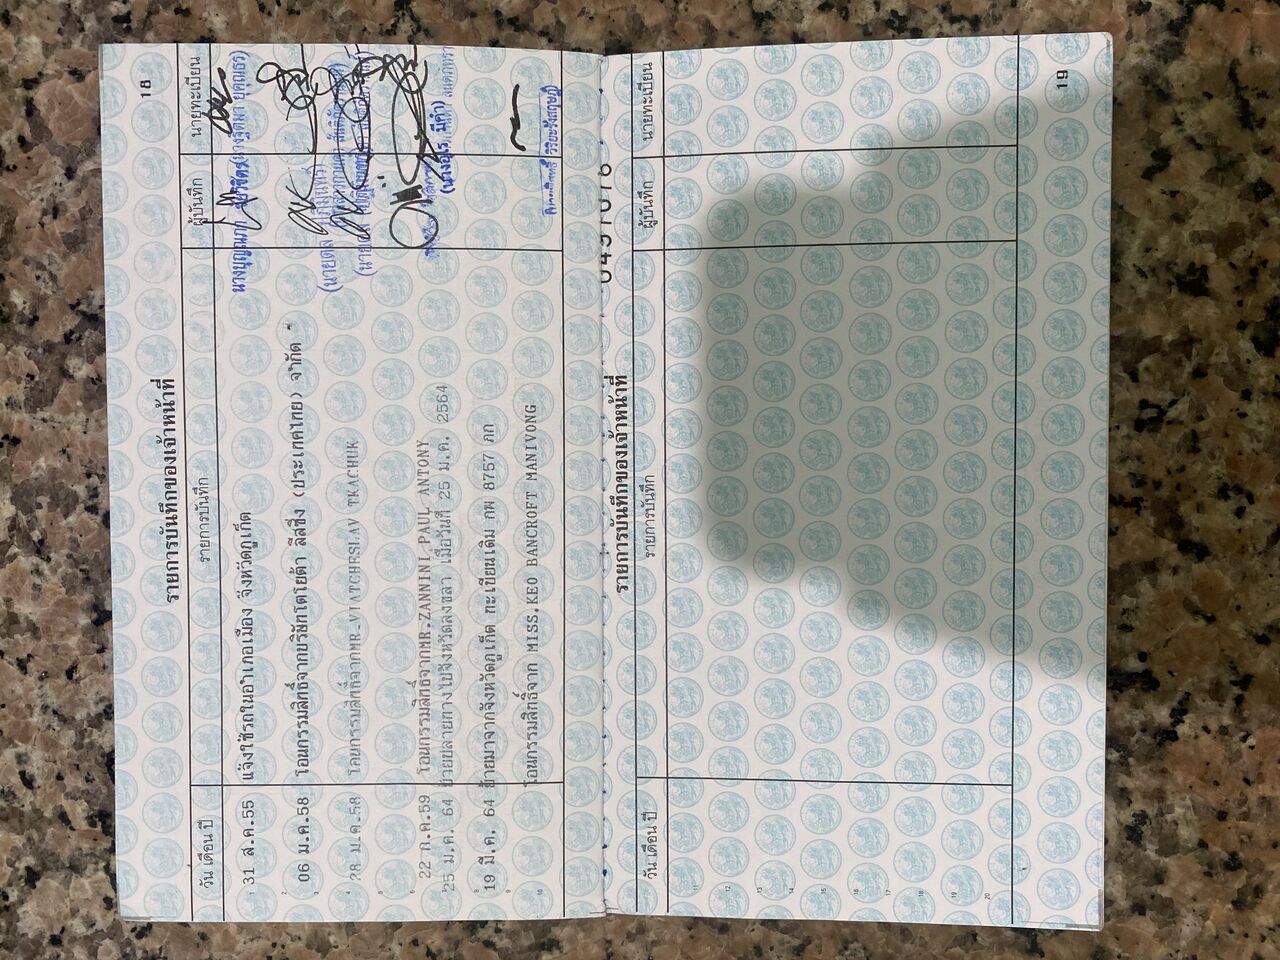 18
รายการบันทึกของเจ้าหน้าที่
วัน เดือน ปี
รายการบันทึก
ผู้บันทึก
นายทะเบียน
31 ส.ค.55 แจ้งใช้รถในอำเภอเมือง จังหวัดภูเก็ต
06 ม.ค.58 โอนกรรมสิทธิ์จากบริษัทโตโยต้า ลีสซิ่ง (ประเทศไทย) จำกัด *
28 ม.ค.58 โอนกรรมสิทธิ์จากMR.VIATCHESLAV TKACHUK
22 ก.ค.59 โอนกรรมสิทธิ์จากMR.ZANNINI PAUL ANTONY
25 ม.ค. 64 ย้ายปลายทางไปจังหวัดสงขลา เมื่อวันที่ 25 ม.ค. 2564
19 มี.ค. 64 ย้ายมาจากจังหวัดภูเก็ต ทะเบียนเดิม กพ 8757 ภก
โอนกรรมสิทธิ์จาก MISS.KEO BANCROFT MANIVONG
รายการบันทึกของเจ้าหน้าที่
19
วัน เดือน ปี
รายการบันทึก
ผู้บันทึก
นายทะเบียน
11
12
13
14
15
16
17
18
19
20